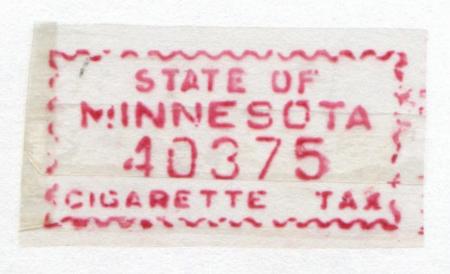 STATE OF
MINNESOTA
40375
CIGARETTE TAX